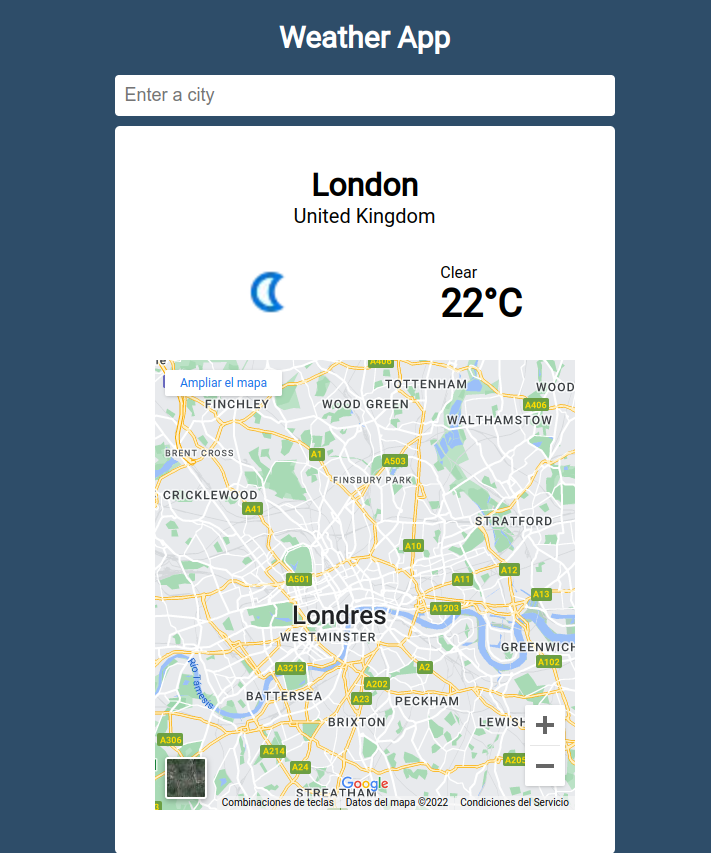 Weather App
Enter a city
London
United Kingdom
Clear
22°C
A406
Ampliar el mapa
TOTTENHAM
WOOD
FINCHLEY
WOOD GREEN
A406
WALTHAMSTOW
BRENT CROSS
A1
A503
FINSBURY PARK
CRICKLEWOOD
A41
STRATFORD
A10
A501
A11
A12
A13
Londres
A1203
WESTMINSTER
GREENWICH
A3212
A2
A102
Río Támesis
BATTERSEA
A202
A23
PECKHAM
BRIXTON
LEWISH
A306
A214
A24
A205
Google
STREATHAM
Combinaciones de teclas
Datos del mapa ©2022
Condiciones del Servicio